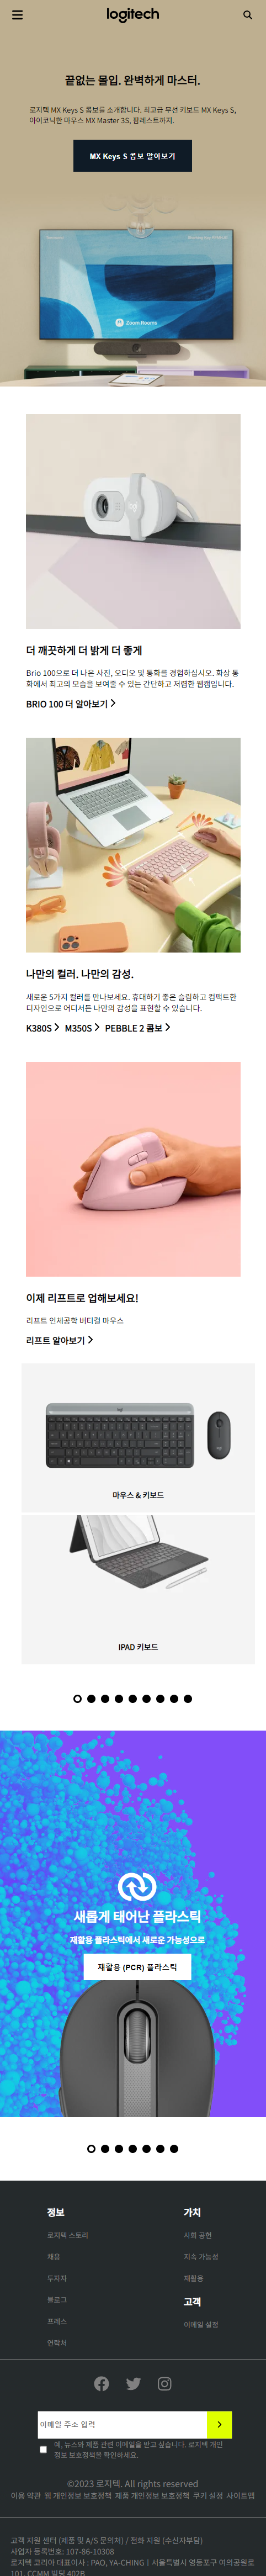 logitech
끝없는 몰입. 완벽하게 마스터.
로지텍 MX Keys S 콤보를 소개합니다. 최고급 무선 키보드 MX Keys S,
아이코닉한 마우스 MX Master 3S, 팜레스트까지.
MX Keys S 콤보 알아보기
Zoom Rooms
더 깨끗하게 더 밝게 더 좋게
Brio 100으로 더 나은 사진, 오디오 및 통화를 경험하십시오. 화상 통
화에서 최고의 모습을 보여줄 수 있는 간단하고 저렴한 웹캠입니다.
BRIO 100 더 알아보기
나만의 컬러. 나만의 감성.
새로운 5가지 컬러를 만나보세요. 휴대하기 좋은 슬림하고 컴팩트한
디자인으로 어디서든 나만의 감성을 표현할 수 있습니다.
K380S M350S PEBBLE 2 콤보
이제 리프트로 업해보세요!
리프트 인체공학 버티컬 마우스
리프트 알아보기
마우스 & 키보드
IPAD 키보드
새롭게 태어난 플라스틱
재활용 플라스틱에서 새로운 가능성으로
재활용 (PCR) 플라스틱
정보
로지텍 스토리
채용
투자자
블로그
프레스
연락처
가치
사회 공헌
지속 가능성
재활용
고객
이메일 설정
이메일 주소 입력
예, 뉴스와 제품 관련 이메일을 받고 싶습니다. 로지텍 개인
정보 보호정책을 확인하세요.
©2023 로지텍. All rights reserved
이용 약관 웹 개인정보 보호정책 제품 개인정보 보호정책 쿠키 설정 사이트맵
고객 지원 센터 (제품 및 A/S 문의처) / 전화 지원 (수신자부담)
사업자 등록번호: 107-86-10308
로지텍 코리아 대표이사 : PAO, YA-CHING ㅣ 서울특별시 영등포구 여의공원로
101, CCMM 빌딩 402B